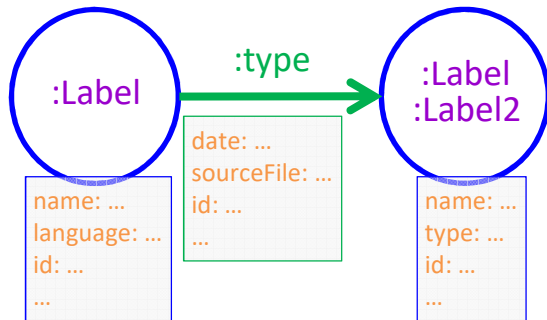 :Label
:type
:Label
:Label2
date: ...
sourceFile: ...
id: ...
...
name: ...
language: ...
id: ...
...
name: ...
type: ...
id: ...
...